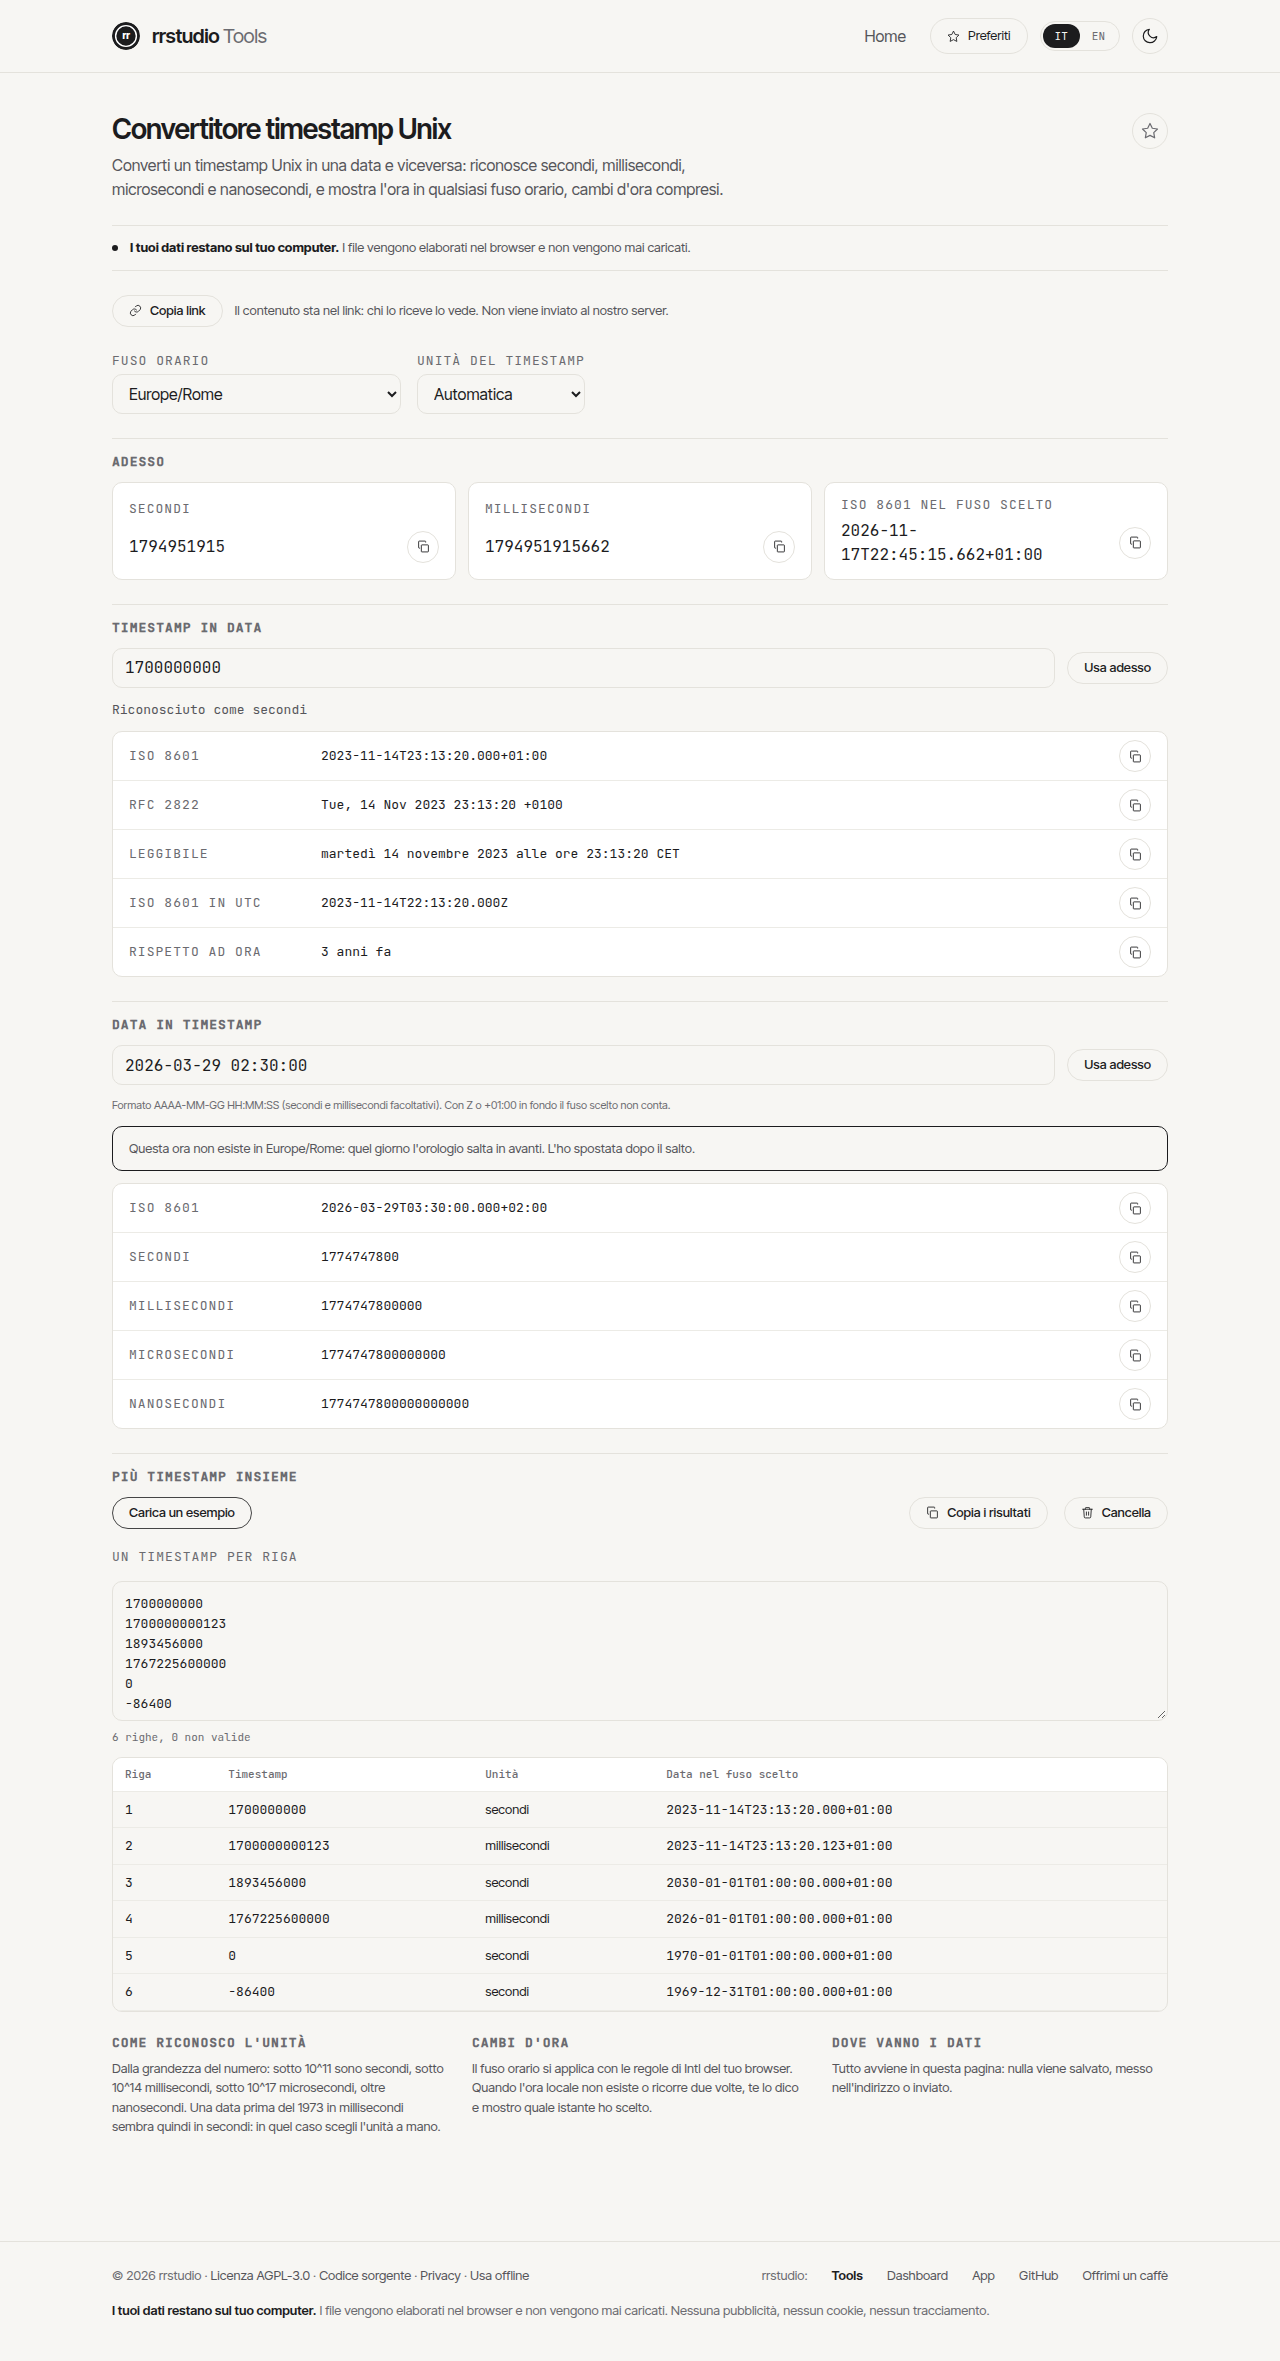 rr rrstudio Tools
Home
Preferiti
IT EN
Convertitore timestamp Unix
Converti un timestamp Unix in una data e viceversa: riconosce secondi, millisecondi,
microsecondi e nanosecondi, e mostra l'ora in qualsiasi fuso orario, cambi d'ora compresi.
I tuoi dati restano sul tuo computer. I file vengono elaborati nel browser e non vengono mai caricati.
Copia link
Il contenuto sta nel link: chi lo riceve lo vede. Non viene inviato al nostro server.
FUSO ORARIO
Europe/Rome
UNITÀ DEL TIMESTAMP
Automatica
ADESSO
SECONDI
1794951915
MILLISECONDI
1794951915662
ISO 8601 NEL FUSO SCELTO
2026-11-
17T22:45:15.662+01:00
TIMESTAMP IN DATA
1700000000
Usa adesso
Riconosciuto come secondi
ISO 8601 2023-11-14T23:13:20.000+01:00
RFC 2822 Tue, 14 Nov 2023 23:13:20 +0100
LEGGIBILE martedì 14 novembre 2023 alle ore 23:13:20 CET
ISO 8601 IN UTC 2023-11-14T22:13:20.000Z
RISPETTO AD ORA 3 anni fa
DATA IN TIMESTAMP
2026-03-29 02:30:00
Usa adesso
Formato AAAA-MM-GG HH:MM:SS (secondi e millisecondi facoltativi). Con Z o +01:00 in fondo il fuso scelto non conta.
Questa ora non esiste in Europe/Rome: quel giorno l'orologio salta in avanti. L'ho spostata dopo il salto.
ISO 8601 2026-03-29T03:30:00.000+02:00
SECONDI 1774747800
MILLISECONDI 1774747800000
MICROSECONDI 1774747800000000
NANOSECONDI 1774747800000000000
PIÙ TIMESTAMP INSIEME
Carica un esempio
Copia i risultati
Cancella
UN TIMESTAMP PER RIGA
1700000000
1700000000123
1893456000
1767225600000
0
-86400
6 righe, 0 non valide
Riga Timestamp Unità Data nel fuso scelto
1 1700000000 secondi 2023-11-14T23:13:20.000+01:00
2 1700000000123 millisecondi 2023-11-14T23:13:20.123+01:00
3 1893456000 secondi 2030-01-01T01:00:00.000+01:00
4 1767225600000 millisecondi 2026-01-01T01:00:00.000+01:00
5 0 secondi 1970-01-01T01:00:00.000+01:00
6 -86400 secondi 1969-12-31T01:00:00.000+01:00
COME RICONOSCO L'UNITÀ
Dalla grandezza del numero: sotto 10^11 sono secondi, sotto
10^14 millisecondi, sotto 10^17 microsecondi, oltre
nanosecondi. Una data prima del 1973 in millisecondi
sembra quindi in secondi: in quel caso scegli l'unità a mano.
CAMBI D'ORA
Il fuso orario si applica con le regole di Intl del tuo browser.
Quando l'ora locale non esiste o ricorre due volte, te lo dico
e mostro quale istante ho scelto.
DOVE VANNO I DATI
Tutto avviene in questa pagina: nulla viene salvato, messo
nell'indirizzo o inviato.
© 2026 rrstudio · Licenza AGPL-3.0 · Codice sorgente · Privacy · Usa offline
rrstudio: Tools Dashboard App GitHub Offrimi un caffè
I tuoi dati restano sul tuo computer. I file vengono elaborati nel browser e non vengono mai caricati. Nessuna pubblicità, nessun cookie, nessun tracciamento.